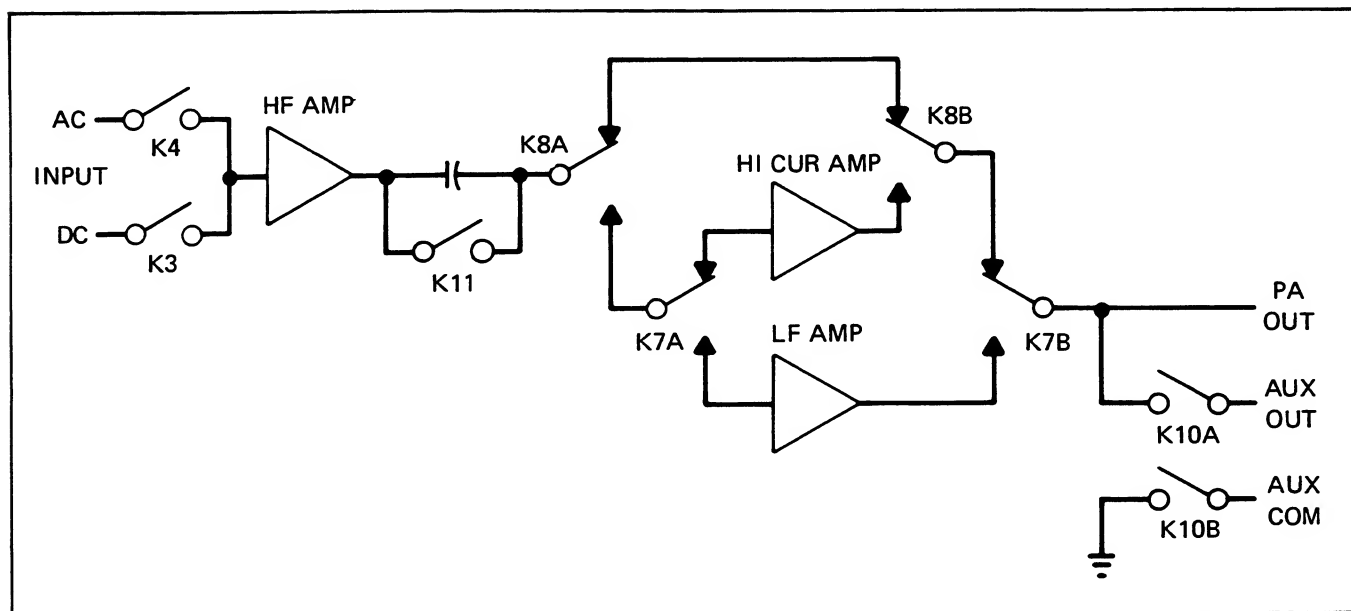 AC
K4
INPUT
DC
K3
HF AMP
K11
K8A
K8B
HI CUR AMP
K7A
LF AMP
K7B
PA
OUT
K10A
AUX
OUT
K10B
AUX
COM